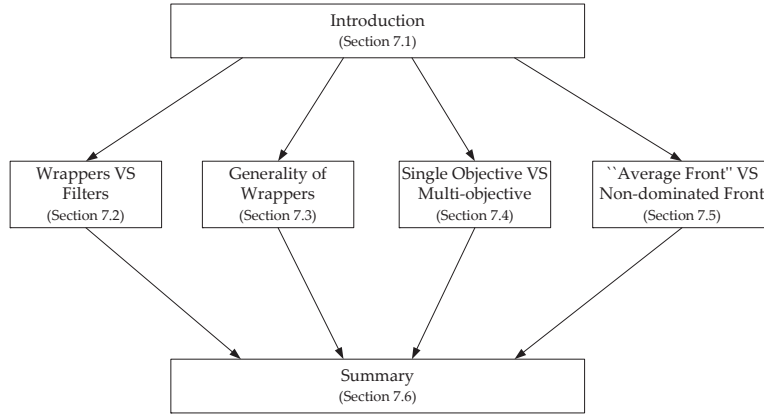 Introduction
(Section 7.1)
Wrappers VS
Filters
(Section 7.2)
Generality of
Wrappers
(Section 7.3)
Single Objective VS
Multi-objective
(Section 7.4)
``Average Front'' VS
Non-dominated Front
(Section 7.5)
Summary
(Section 7.6)